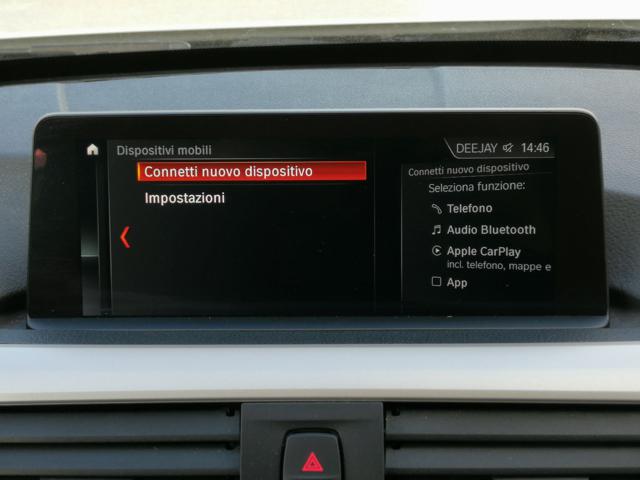 Dispositivi mobili
DEEJAY 14:46
Connetti nuovo dispositivo
Impostazioni
Connetti nuovo dispositivo
Seleziona funzione:
Telefono
Audio Bluetooth
Apple CarPlay
incl. telefono, mappe e
App